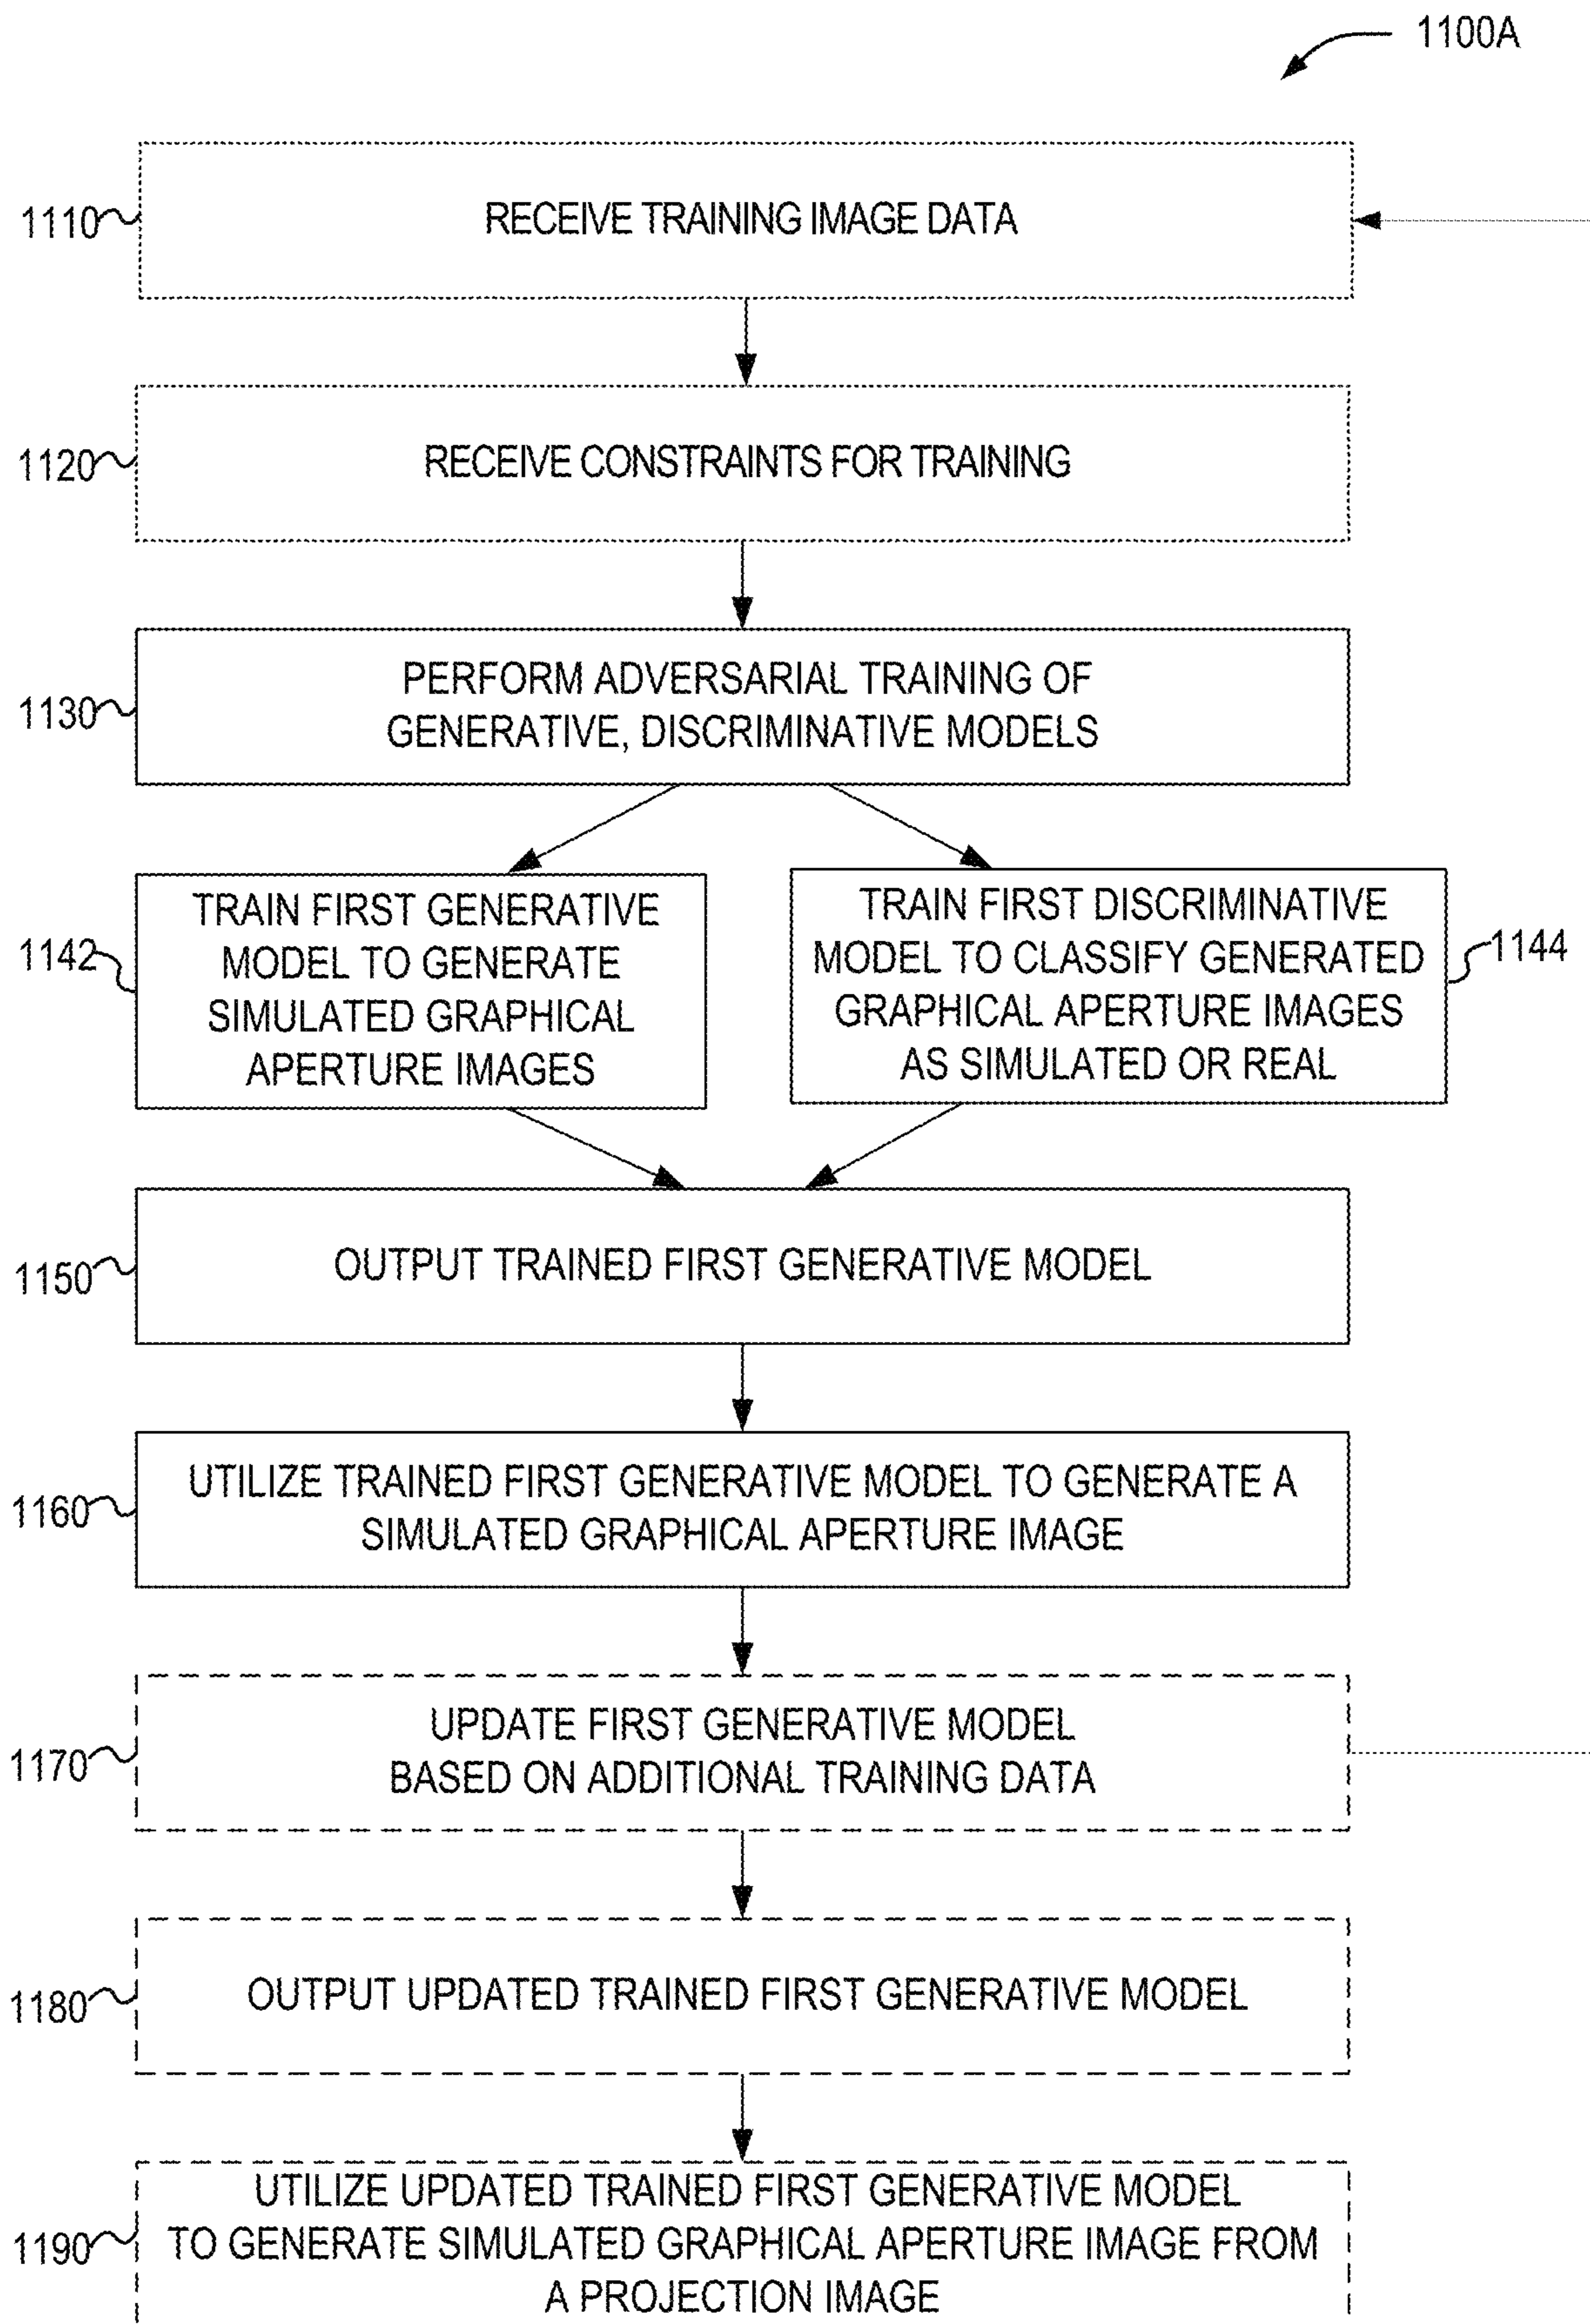 1100A
1110
RECEIVE TRAINING IMAGE DATA
1120
RECEIVE CONSTRAINTS FOR TRAINING
1130
PERFORM ADVERSARIAL TRAINING OF
GENERATIVE, DISCRIMINATIVE MODELS
1142
TRAIN FIRST GENERATIVE
MODEL TO GENERATE
SIMULATED GRAPHICAL
APERTURE IMAGES
TRAIN FIRST DISCRIMINATIVE
MODEL TO CLASSIFY GENERATED
GRAPHICAL APERTURE IMAGES
AS SIMULATED OR REAL
1144
1150
OUTPUT TRAINED FIRST GENERATIVE MODEL
1160
UTILIZE TRAINED FIRST GENERATIVE MODEL TO GENERATE A
SIMULATED GRAPHICAL APERTURE IMAGE
1170
UPDATE FIRST GENERATIVE MODEL
BASED ON ADDITIONAL TRAINING DATA
1180
OUTPUT UPDATED TRAINED FIRST GENERATIVE MODEL
1190
UTILIZE UPDATED TRAINED FIRST GENERATIVE MODEL
TO GENERATE SIMULATED GRAPHICAL APERTURE IMAGE FROM
A PROJECTION IMAGE